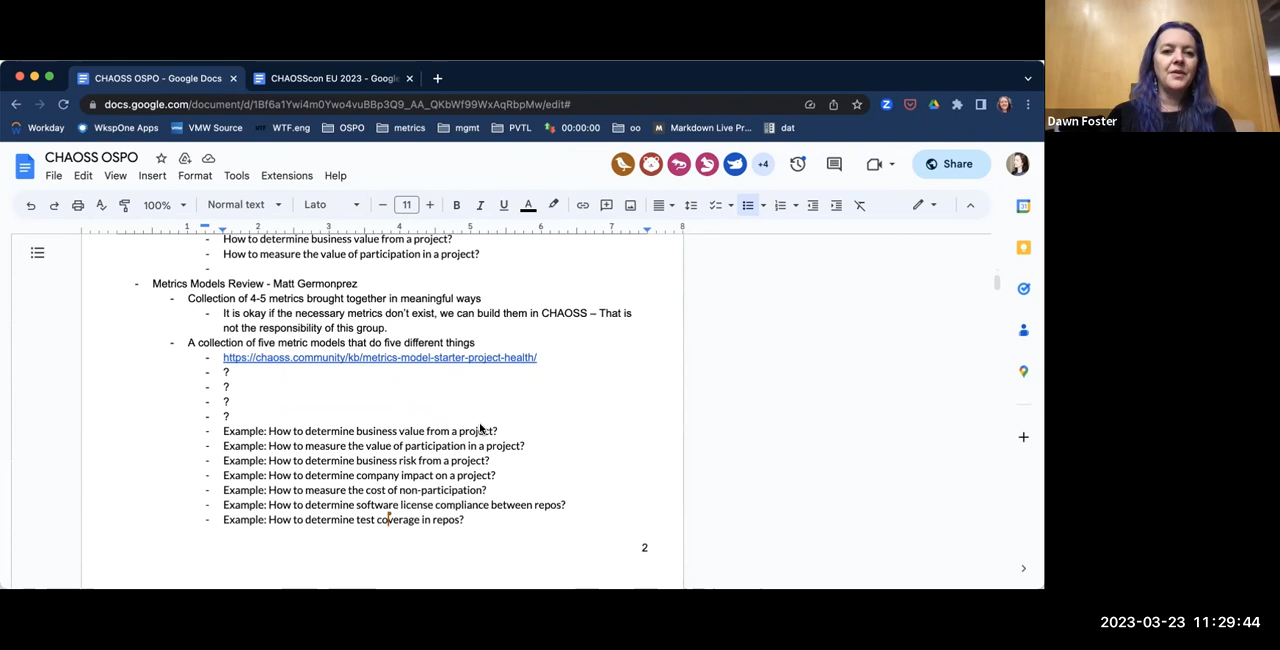 CHAOSS OSPO - Google Docs
CHAOSScon EU 2023 - Google
docs.google.com/document/d/1Bf6a1Ywi4m0Ywo4vuBBp3Q9_AA_QKbWf99WxAqRbpMw/edit#
Workday WkspOne Apps VMW Source WTF.eng OSPO metrics mgmt PVTL 00:00:00 oo Markdown Live Pr... dat
CHAOSS OSPO
+4
Share
File Edit View Insert Format Tools Extensions Help
100% Normal text Lato 11
1 2 3 4 5 6 7 8
- How to determine business value from a project?
- How to measure the value of participation in a project?
-
- Metrics Models Review - Matt Germonprez
- Collection of 4-5 metrics brought together in meaningful ways
- It is okay if the necessary metrics don't exist, we can build them in CHAOSS – That is
not the responsibility of this group.
- A collection of five metric models that do five different things
- https://chaoss.community/kb/metrics-model-starter-project-health/
- ?
- ?
- ?
- ?
- Example: How to determine business value from a project?
- Example: How to measure the value of participation in a project?
- Example: How to determine business risk from a project?
- Example: How to determine company impact on a project?
- Example: How to measure the cost of non-participation?
- Example: How to determine software license compliance between repos?
- Example: How to determine test coverage in repos?
2
Dawn Foster
2023-03-23 11:29:44